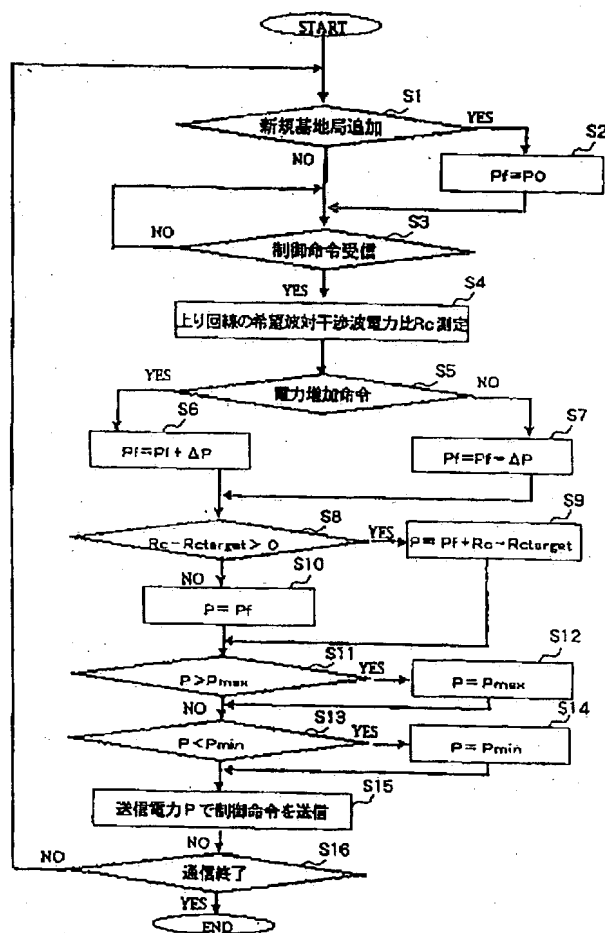 START
S1
新規基地局追加
YES
S2
Pf=P0
NO
S3
制御命令受信
NO
YES
S4
上り回線の希望波対干渉波電力比Rc測定
S5
電力増加命令
YES
NO
S6
Pf=Pf + ΔP
S7
Pf=Pf - ΔP
S8
Rc-Rctarget > 0
YES
S9
P= Pf+Rc-Rctarget
NO
S10
P = Pf
S11
P>Pmax
YES
S12
P=Pmax
NO
S13
P<Pmin
YES
S14
P=Pmin
S15
送信電力Pで制御命令を送信
NO
S16
通信終了
NO
YES
END